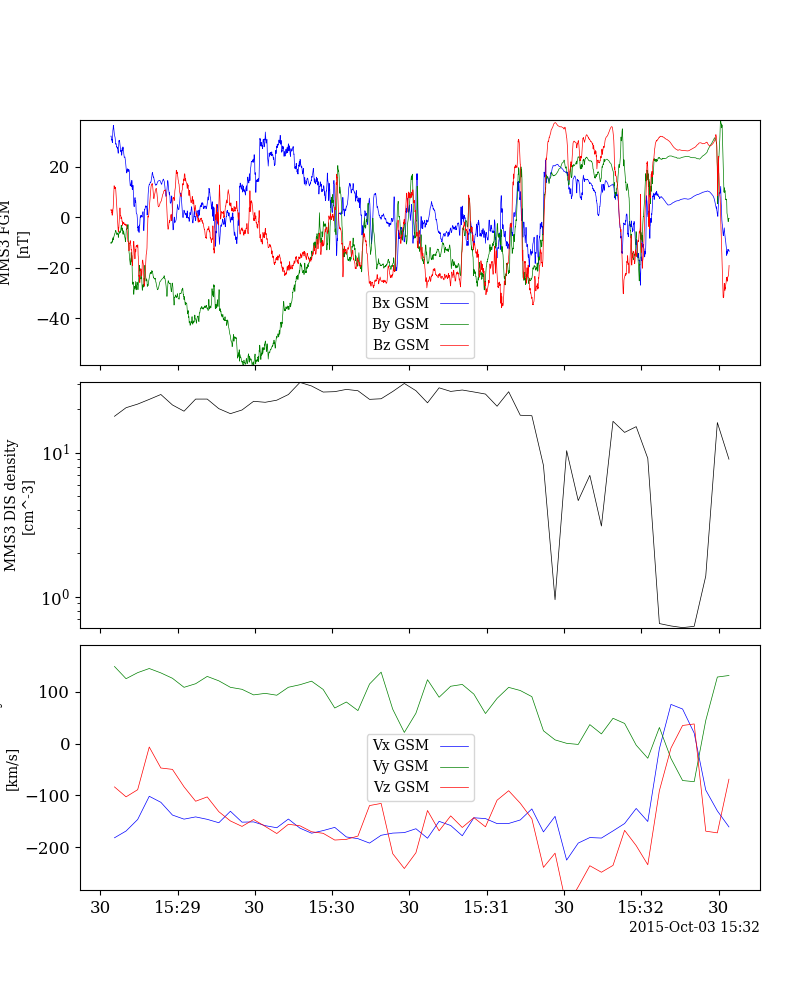 20
0
−20
−40
MMS3 FGM
[nT]
Bx GSM
By GSM
Bz GSM
10^1
10^0
MMS3 DIS density
[cm^-3]
100
0
−100
−200
[km/s]
Vx GSM
Vy GSM
Vz GSM
30 15:29 30 15:30 30 15:31 30 15:32 30
2015-Oct-03 15:32